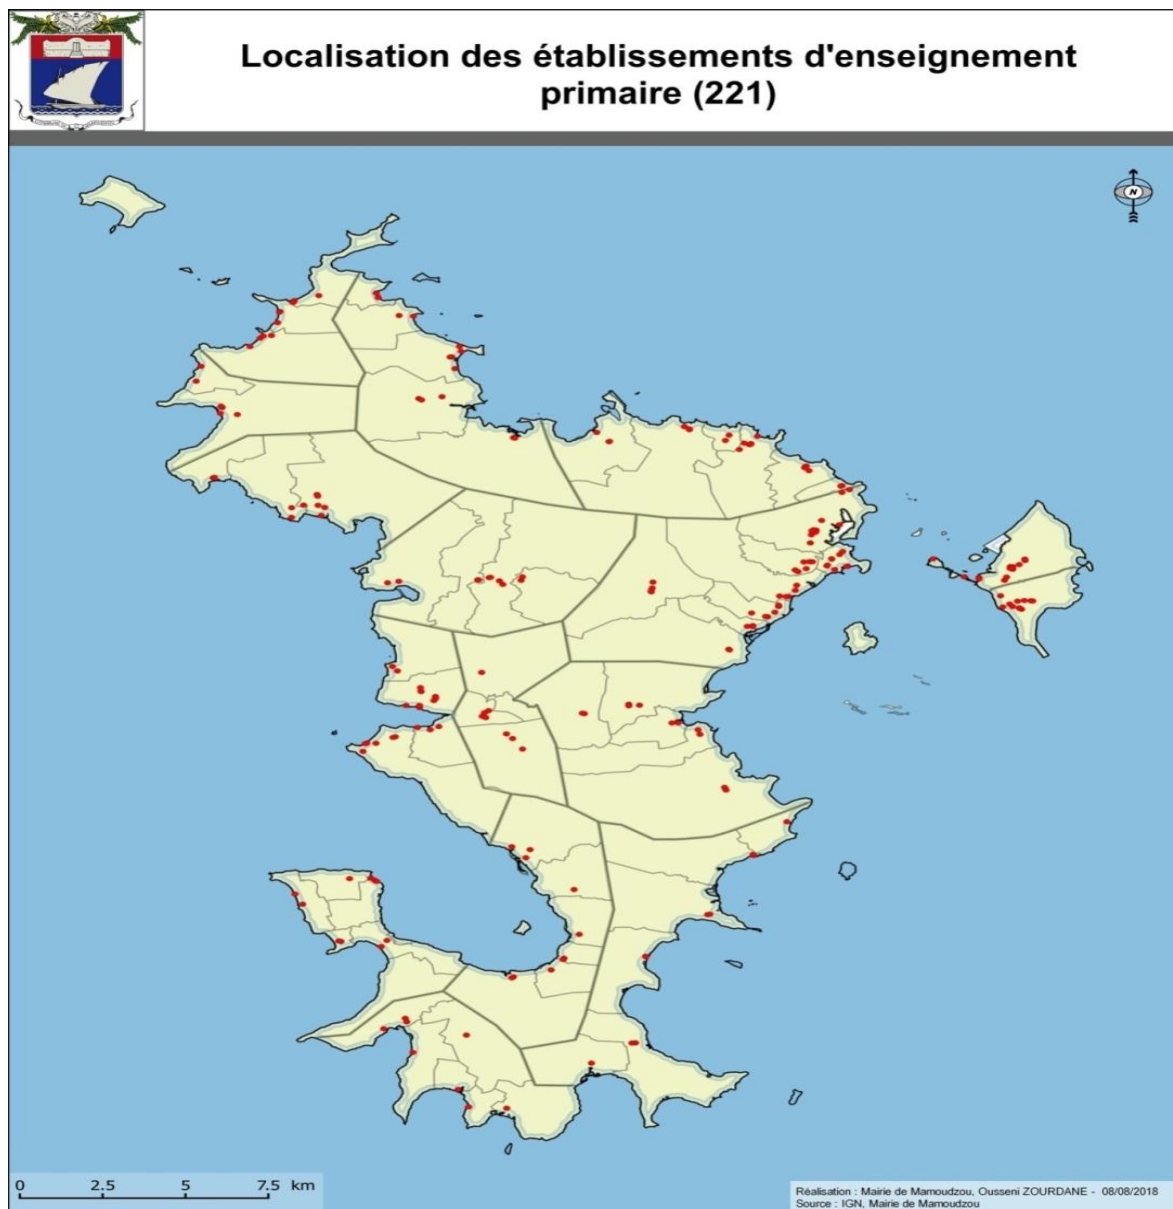 Localisation des établissements d'enseignement
primaire (221)
N
0 2.5 5 7.5 km
Réalisation : Mairie de Mamoudzou, Ousseni ZOURDANE - 08/08/2018
Source : IGN, Mairie de Mamoudzou